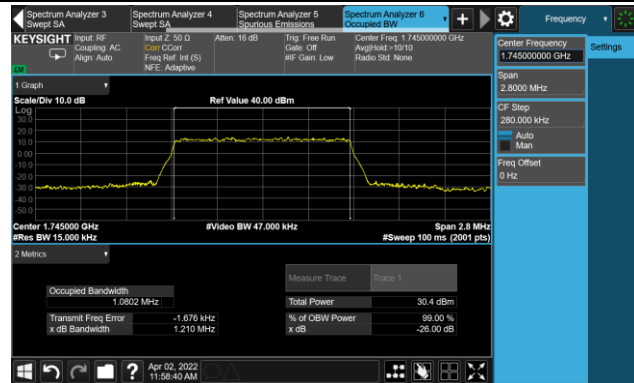 Spectrum Analyzer 3
Swept SA
Spectrum Analyzer 4
Swept SA
Spectrum Analyzer 5
Spurious Emissions
Spectrum Analyzer 6
Occupied BW
Frequency
KEYSIGHT
Input: RF
Coupling: AC
Align: Auto
Input Z: 50 Ω
Corr CCorr
Freq Ref: Int (S)
NFE: Adaptive
Atten: 16 dB
Trig: Free Run
Gate: Off
#IF Gain: Low
Center Freq: 1.745000000 GHz
Avg|Hold:>10/10
Radio Std: None
Center Frequency
1.745000000 GHz
Settings
Span
2.8000 MHz
CF Step
280.000 kHz
Auto
Man
Freq Offset
0 Hz
1 Graph
Scale/Div 10.0 dB
Ref Value 40.00 dBm
Log
30.0
20.0
10.0
0.00
-10.0
-20.0
-30.0
-40.0
-50.0
Center 1.745000 GHz
#Video BW 47.000 kHz
Span 2.8 MHz
#Res BW 15.000 kHz
#Sweep 100 ms (2001 pts)
2 Metrics
Measure Trace
Trace 1
Occupied Bandwidth
1.0802 MHz
Total Power
30.4 dBm
Transmit Freq Error
-1.676 kHz
% of OBW Power
99.00 %
x dB Bandwidth
1.210 MHz
x dB
-26.00 dB
?
Apr 02, 2022
11:58:40 AM